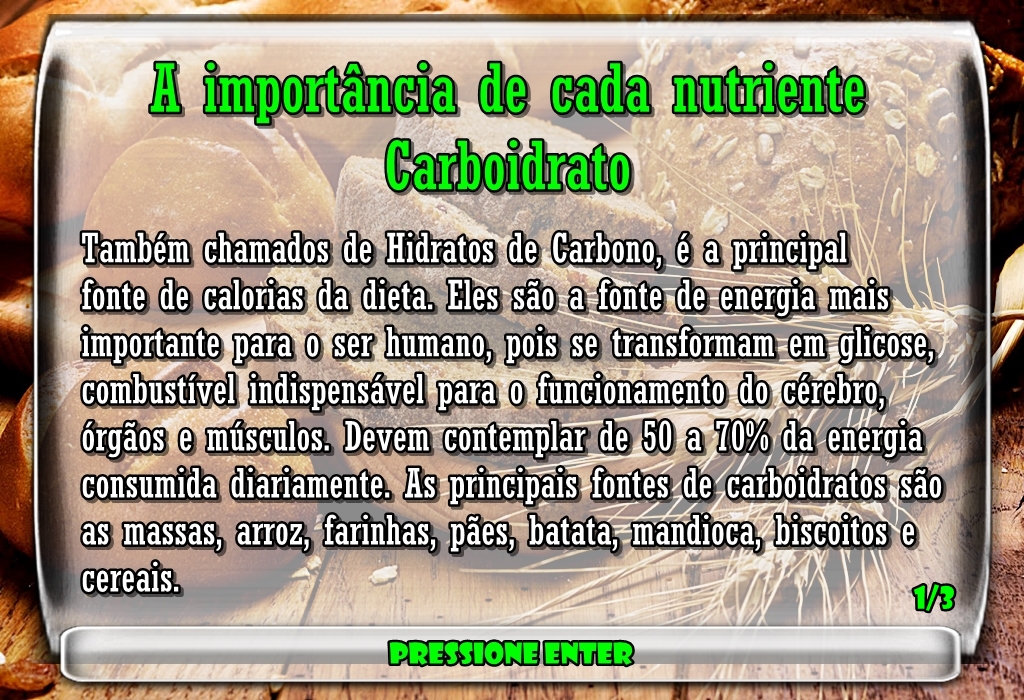 A importância de cada nutriente
Carboidrato
Também chamados de Hidratos de Carbono, é a principal
fonte de calorias da dieta. Eles são a fonte de energia mais
importante para o ser humano, pois se transformam em glicose,
combustível indispensável para o funcionamento do cérebro,
órgãos e músculos. Devem contemplar de 50 a 70% da energia
consumida diariamente. As principais fontes de carboidratos são
as massas, arroz, farinhas, pães, batata, mandioca, biscoitos e
cereais.
1/3
PRESSIONE ENTER